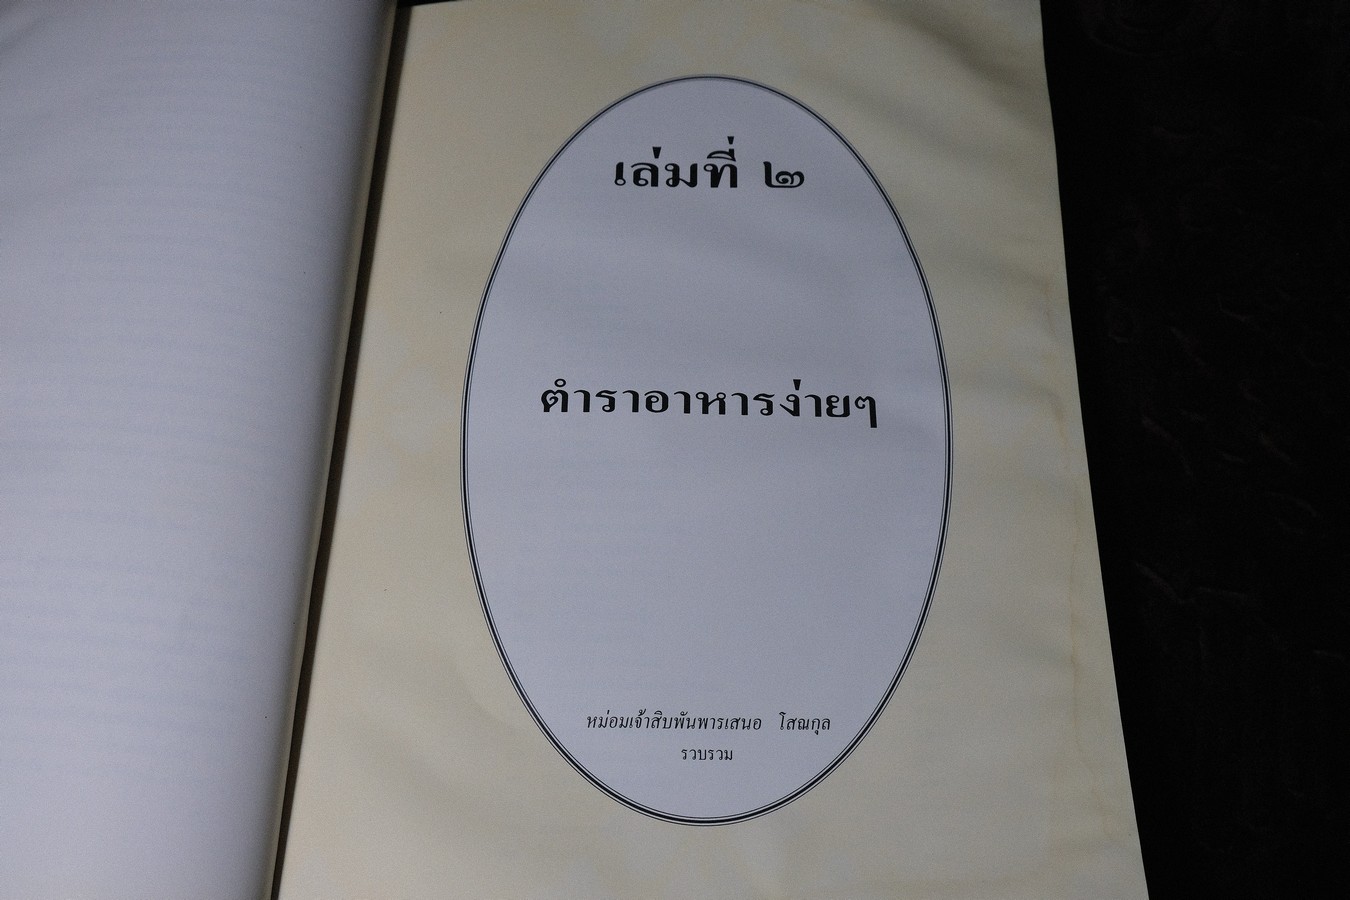 เล่มที่ ๒
ตำราอาหารง่ายๆ
หม่อมเจ้าสิบพันพารเสนอ โสณกุล
รวบรวม